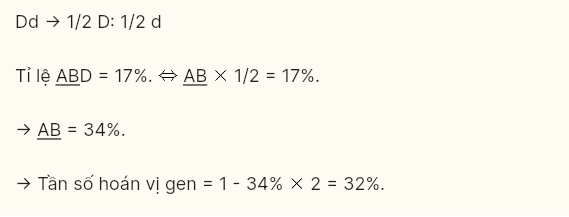 Dd → 1/2 D: 1/2 d
Tỉ lệ ABD = 17%. ⇔ AB × 1/2 = 17%.
→ AB = 34%.
→ Tần số hoán vị gen = 1 - 34% × 2 = 32%.